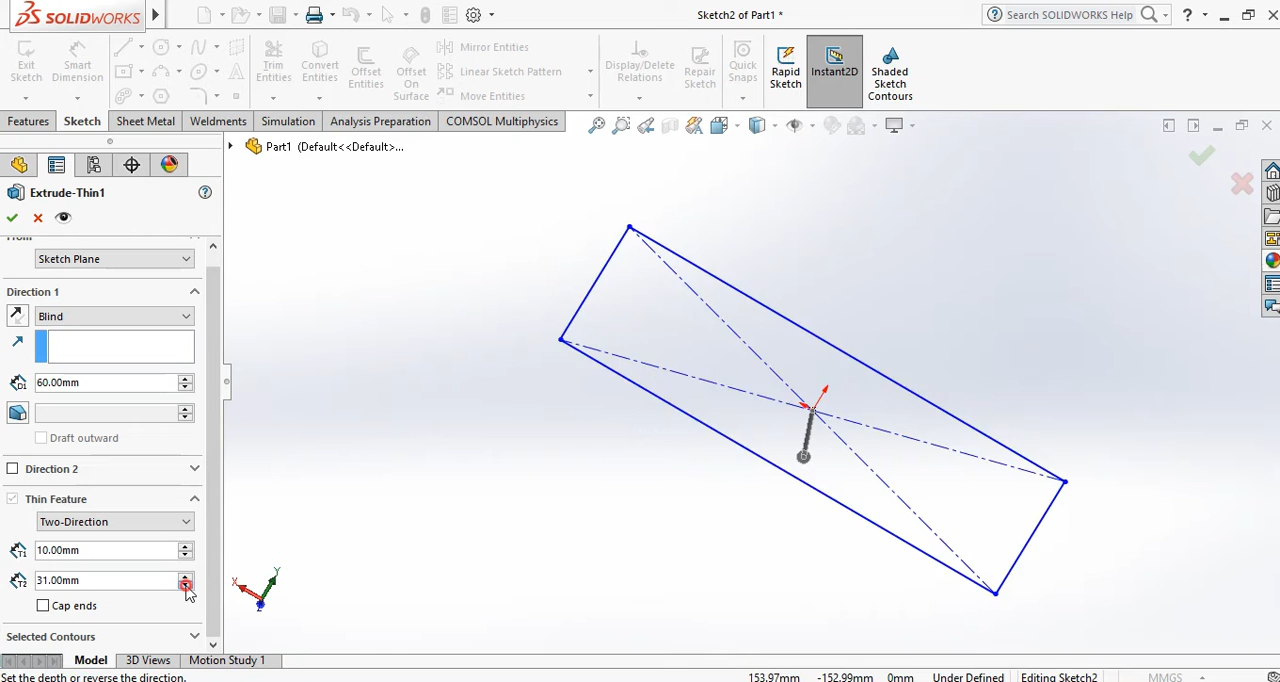 SOLIDWORKS
Sketch2 of Part1 *
Search SOLIDWORKS Help
?
Exit Sketch
Smart Dimension
Trim Entities
Convert Entities
Offset Entities
Offset On Surface
Mirror Entities
Linear Sketch Pattern
Move Entities
Display/Delete Relations
Repair Sketch
Quick Snaps
Rapid Sketch
Instant2D
Shaded Sketch Contours
Features
Sketch
Sheet Metal
Weldments
Simulation
Analysis Preparation
COMSOL Multiphysics
Part1 (Default<<Default>...
Extrude-Thin1
From
Sketch Plane
Direction 1
Blind
D1
60.00mm
Draft outward
Direction 2
Thin Feature
Two-Direction
T1
10.00mm
T2
31.00mm
Cap ends
Selected Contours
X
Y
Z
Model
3D Views
Motion Study 1
Set the depth or reverse the direction.
153.97mm
-152.99mm
0mm
Under Defined
Editing Sketch2
MMGS